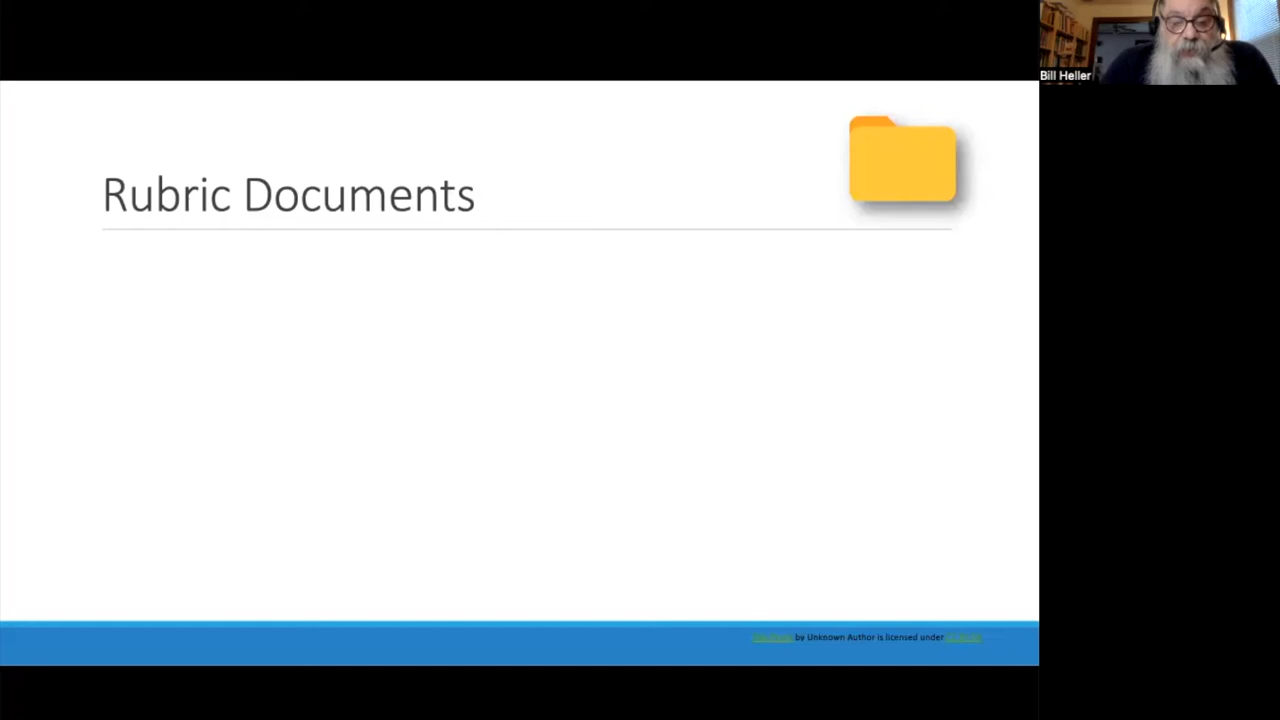 Bill Heller
Rubric Documents
by Unknown Author is licensed under